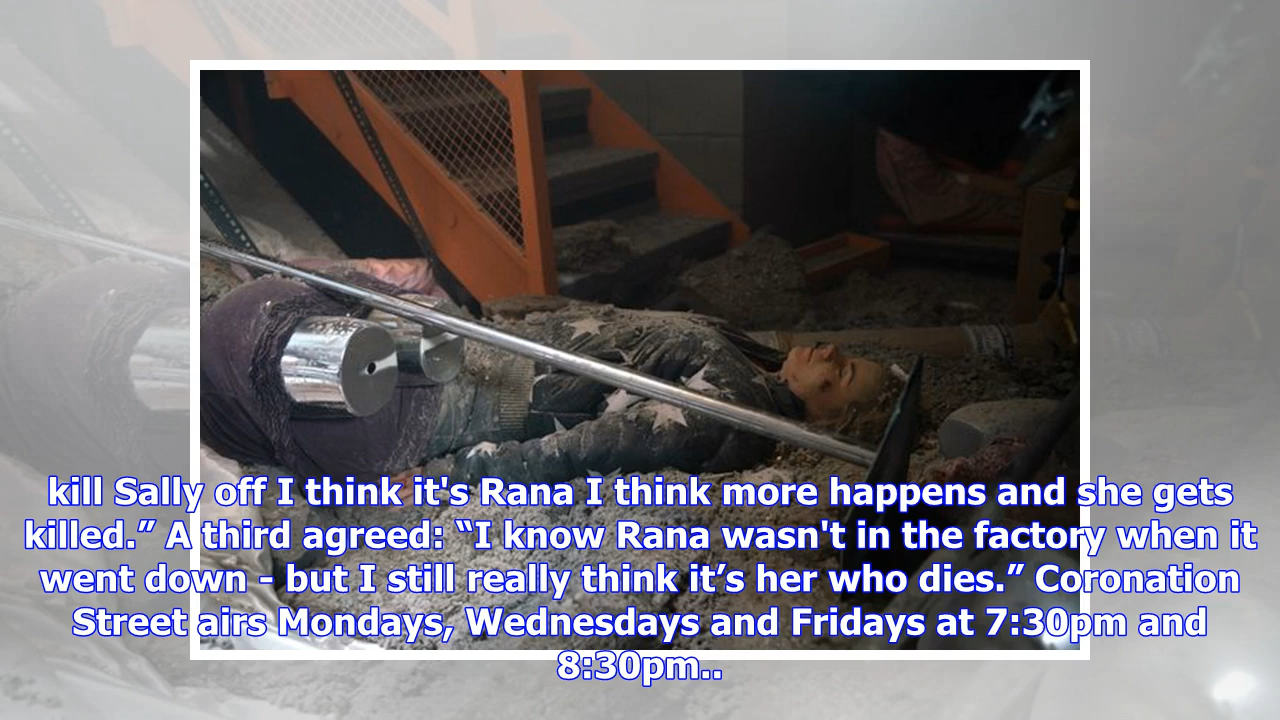 kill Sally off I think it's Rana I think more happens and she gets
killed.” A third agreed: “I know Rana wasn't in the factory when it
went down - but I still really think it’s her who dies.” Coronation
Street airs Mondays, Wednesdays and Fridays at 7:30pm and
8:30pm..